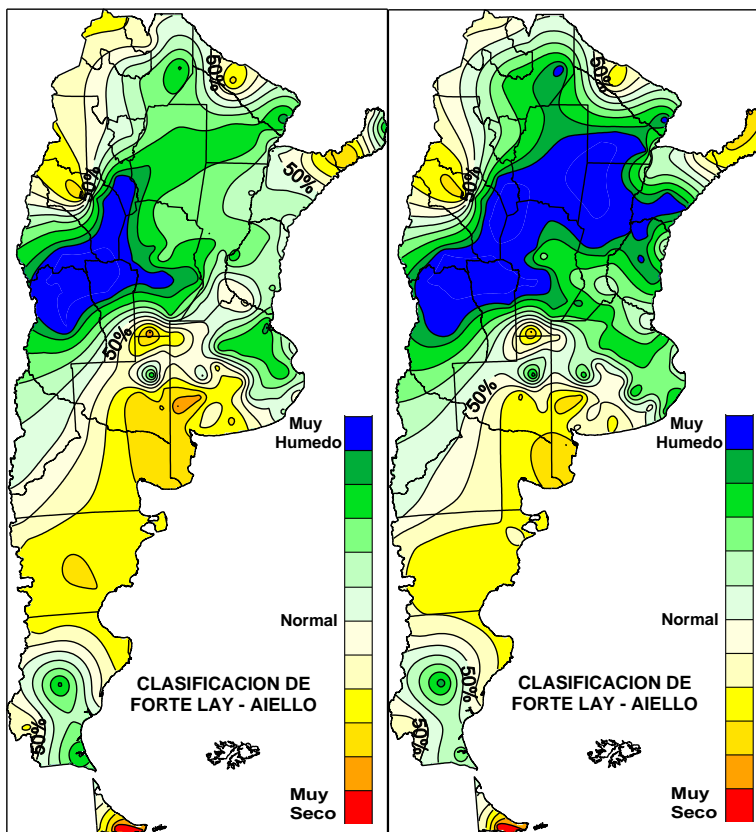 50%
50%
50%
50%
50%
Muy
Humedo
Normal
CLASIFICACION DE
FORTE LAY - AIELLO
Muy
Seco
50%
50%
50%
50%
50%
Muy
Humedo
Normal
CLASIFICACION DE
FORTE LAY - AIELLO
Muy
Seco